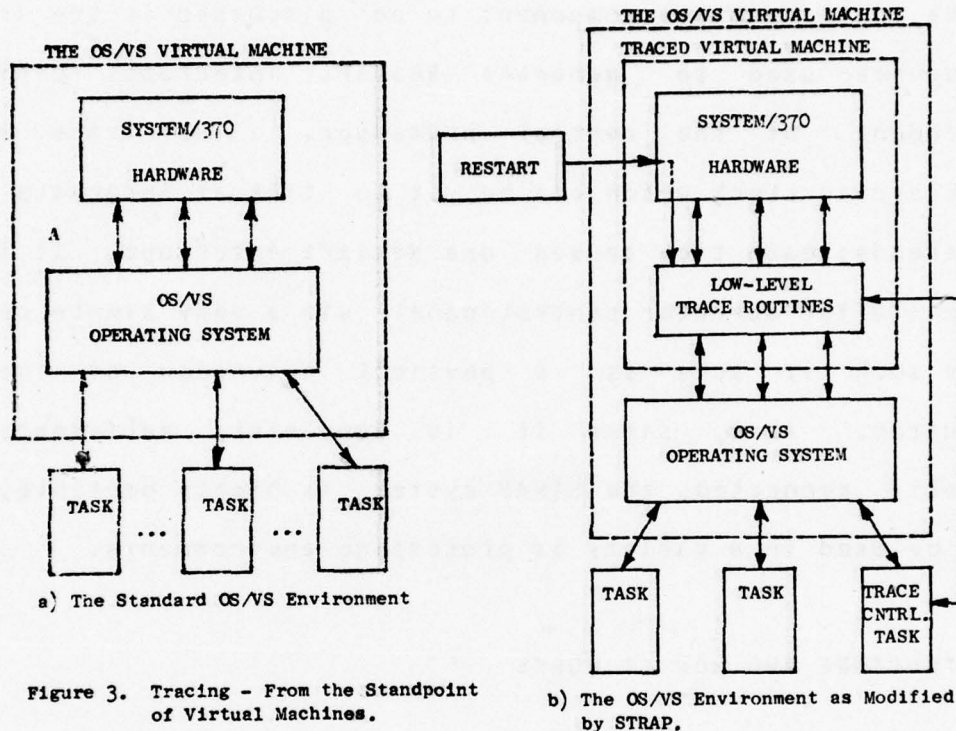 THE OS/VS VIRTUAL MACHINE
SYSTEM/370
HARDWARE
A
OS/VS
OPERATING SYSTEM
TASK
...
TASK
...
TASK
a) The Standard OS/VS Environment
Figure 3. Tracing - From the Standpoint
of Virtual Machines.
THE OS/VS VIRTUAL MACHINE
TRACED VIRTUAL MACHINE
SYSTEM/370
HARDWARE
RESTART
LOW-LEVEL
TRACE ROUTINES
OS/VS
OPERATING SYSTEM
TASK
TASK
TRACE
CNTRL.
TASK
b) The OS/VS Environment as Modified
by STRAP.